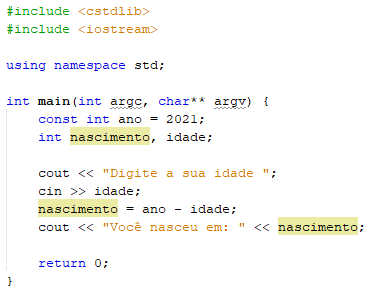 #include <cstdlib>
#include <iostream>
using namespace std;
int main(int argc, char** argv) {
const int ano = 2021;
int nascimento, idade;
cout << "Digite a sua idade ";
cin >> idade;
nascimento = ano - idade;
cout << "Você nasceu em: " << nascimento;
return 0;
}